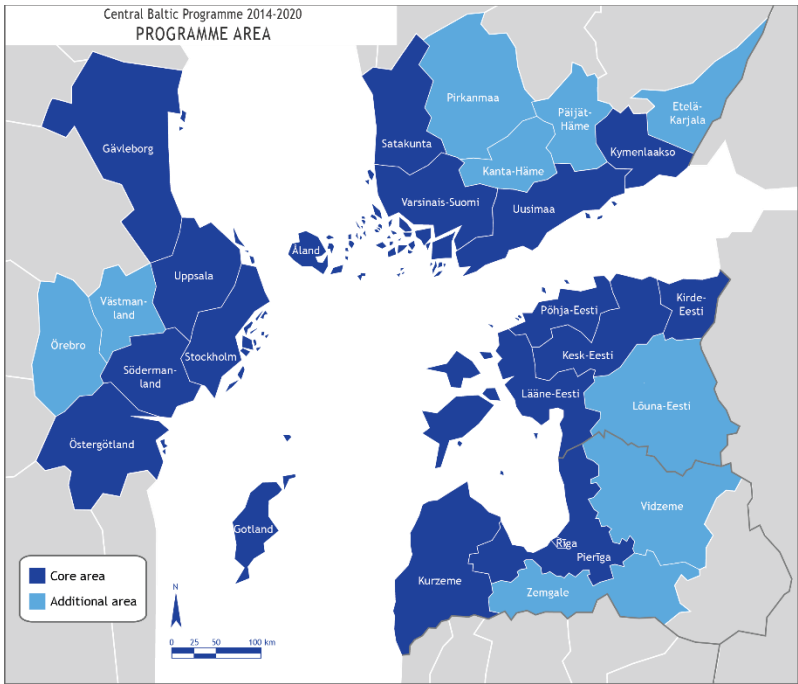 Central Baltic Programme 2014-2020
PROGRAMME AREA
Gävleborg
Uppsala
Västman-
land
Örebro
Söderman-
land
Stockholm
Östergötland
Gotland
Åland
Satakunta
Pirkanmaa
Päijät-
Häme
Etelä-
Karjala
Kanta-Häme
Kymenlaakso
Varsinais-Suomi
Uusimaa
Põhja-Eesti
Kirde-
Eesti
Kesk-Eesti
Lääne-Eesti
Lõuna-Eesti
Vidzeme
Rīga
Pierīga
Kurzeme
Zemgale
Core area
Additional area
N
0 25 50 100 km